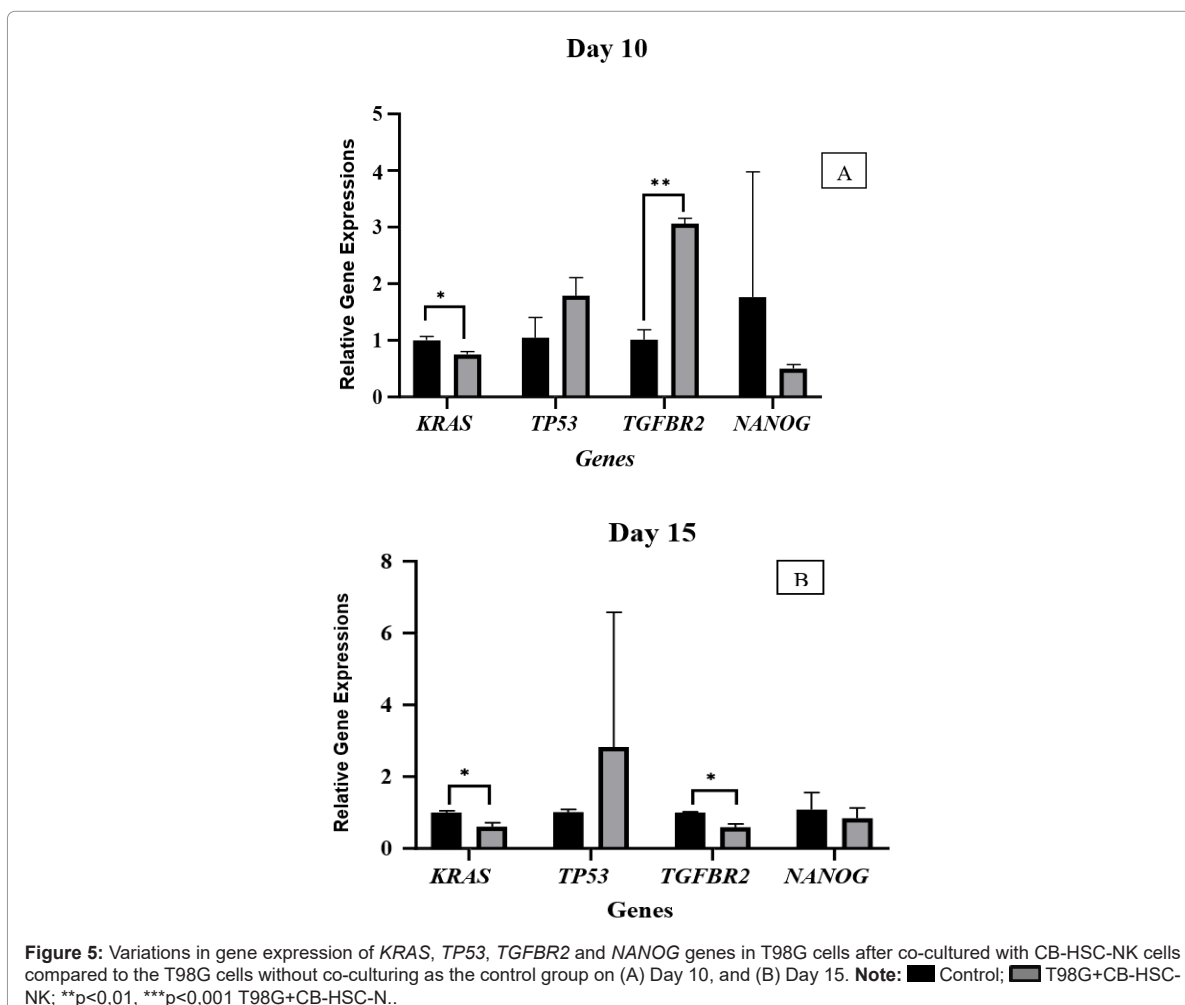 Day 10
5
4
3
2
1
0
Relative Gene Expressions
*
**
A
KRAS TP53 TGFBR2 NANOG
Genes
Day 15
8
6
4
2
0
Relative Gene Expressions
*
*
B
KRAS TP53 TGFBR2 NANOG
Genes
Figure 5: Variations in gene expression of KRAS, TP53, TGFBR2 and NANOG genes in T98G cells after co-cultured with CB-HSC-NK cells
compared to the T98G cells without co-culturing as the control group on (A) Day 10, and (B) Day 15. Note: Control; T98G+CB-HSC-
NK; **p<0,01, ***p<0,001 T98G+CB-HSC-N..